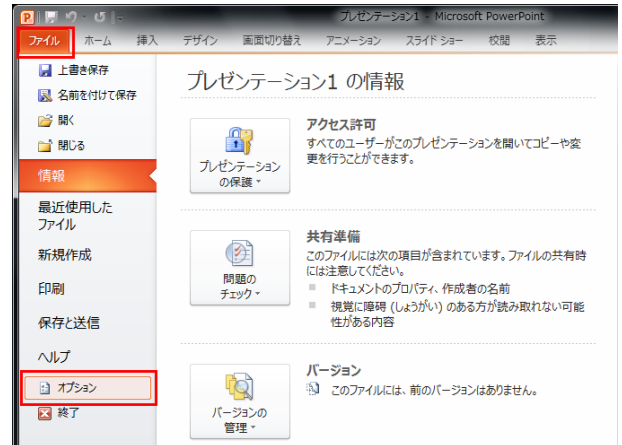 プレゼンテーション1 - Microsoft PowerPoint
ファイル ホーム 挿入 デザイン 画面切り替え アニメーション スライド ショー 校閲 表示
上書き保存
名前を付けて保存
開く
閉じる
情報
最近使用した
ファイル
新規作成
印刷
保存と送信
ヘルプ
オプション
終了
プレゼンテーション1 の情報
プレゼンテーション
の保護
アクセス許可
すべてのユーザーがこのプレゼンテーションを開いてコピーや変
更を行うことができます。
問題の
チェック
共有準備
このファイルには次の項目が含まれています。ファイルの共有時
には注意してください。
ドキュメントのプロパティ、作成者の名前
視覚に障碍 (しょうがい) のある方が読み取れない可能
性がある内容
バージョンの
管理
バージョン
このファイルには、前のバージョンはありません。